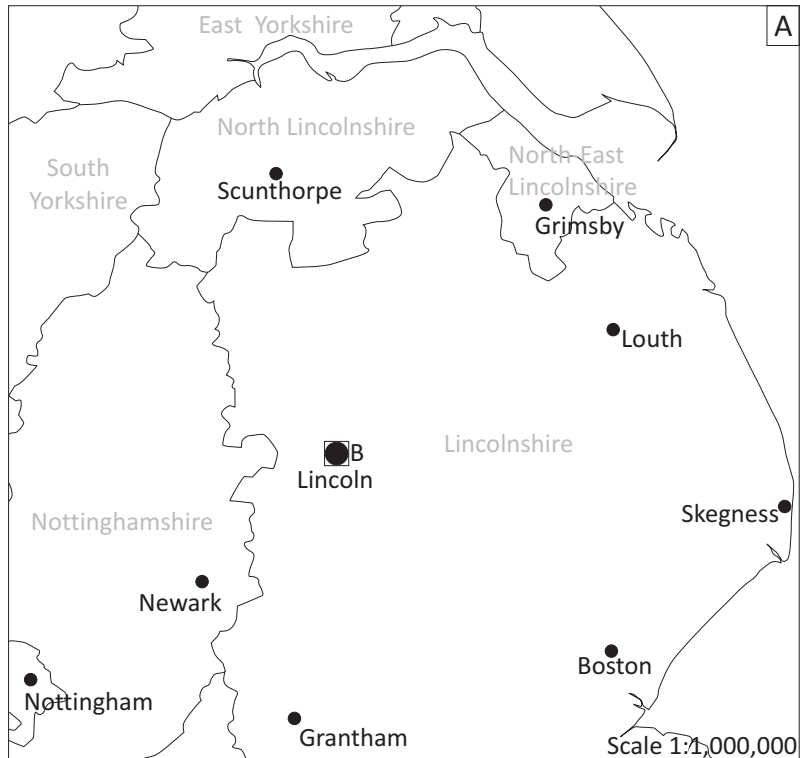 East Yorkshire
A
North Lincolnshire
South
Yorkshire
North East
Lincolnshire
Scunthorpe
Grimsby
Louth
Lincolnshire
B
Lincoln
Skegness
Nottinghamshire
Newark
Boston
Nottingham
Grantham
Scale 1:1,000,000